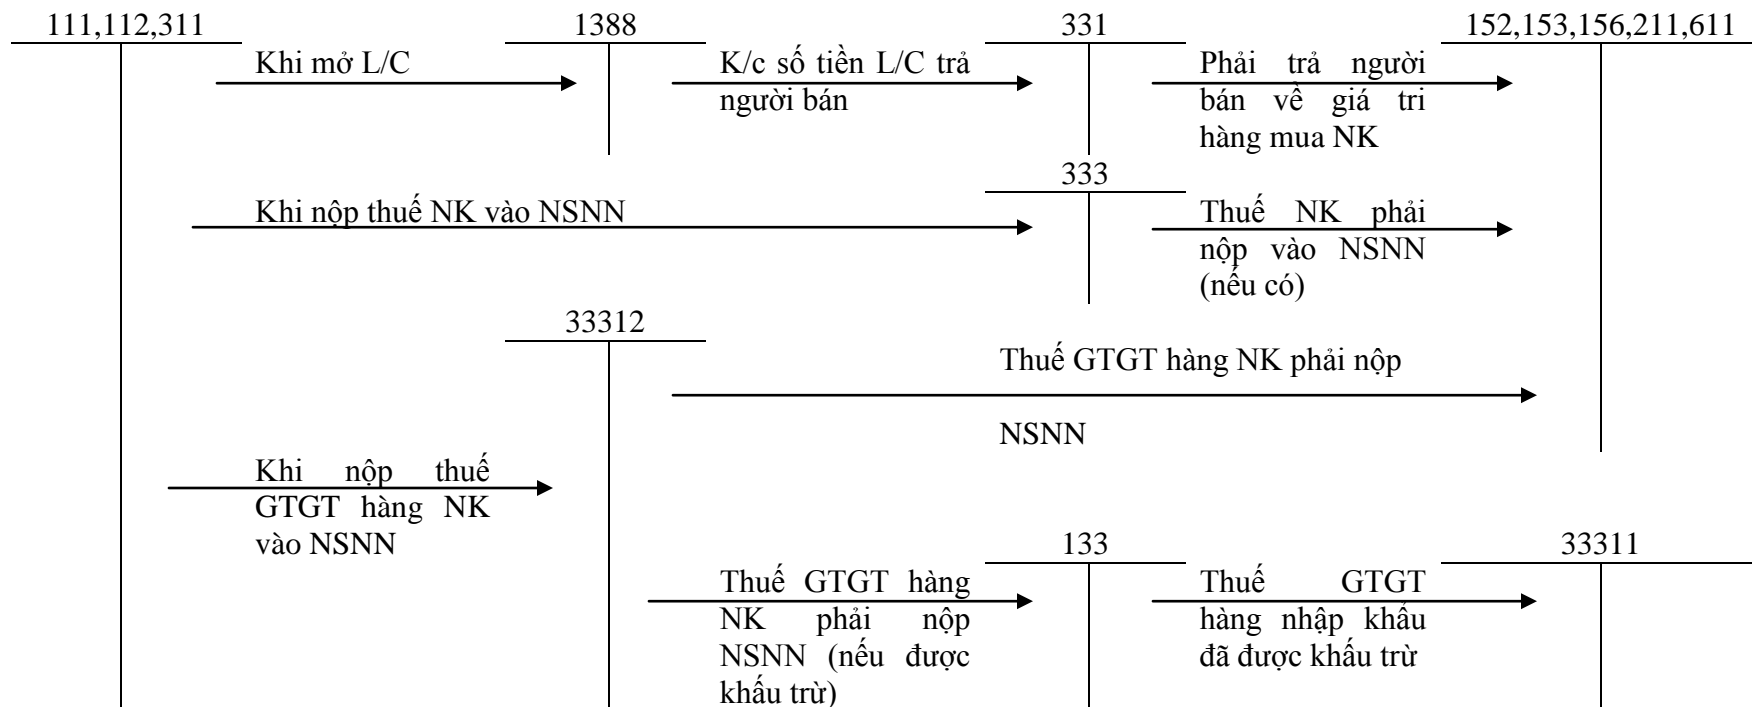 111,112,311
1388
331
152,153,156,211,611
Khi mở L/C
K/c số tiền L/C trả
người bán
Phải trả người
bán về giá tri
hàng mua NK
333
Khi nộp thuế NK vào NSNN
Thuế NK phải
nộp vào NSNN
(nếu có)
33312
Thuế GTGT hàng NK phải nộp
NSNN
Khi nộp thuế
GTGT hàng NK
vào NSNN
133
33311
Thuế GTGT hàng
NK phải nộp
NSNN (nếu được
khấu trừ)
Thuế GTGT
hàng nhập khẩu
đã được khấu trừ